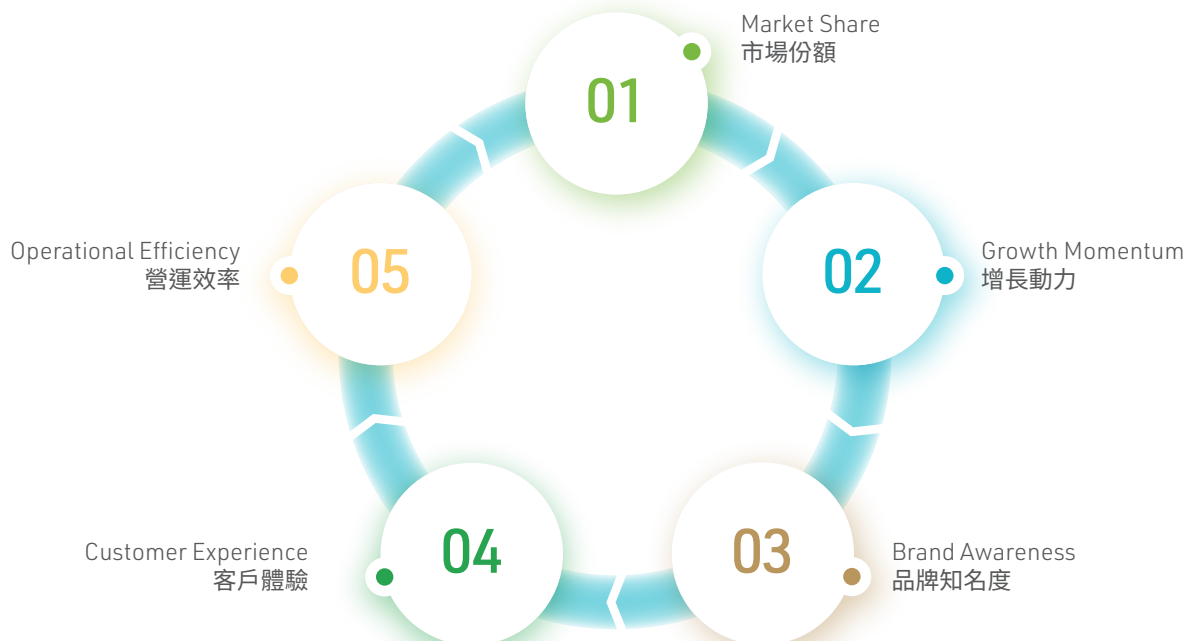 01
Market Share
市場份額
02
Growth Momentum
增長動力
03
Brand Awareness
品牌知名度
04
Customer Experience
客戶體驗
05
Operational Efficiency
營運效率